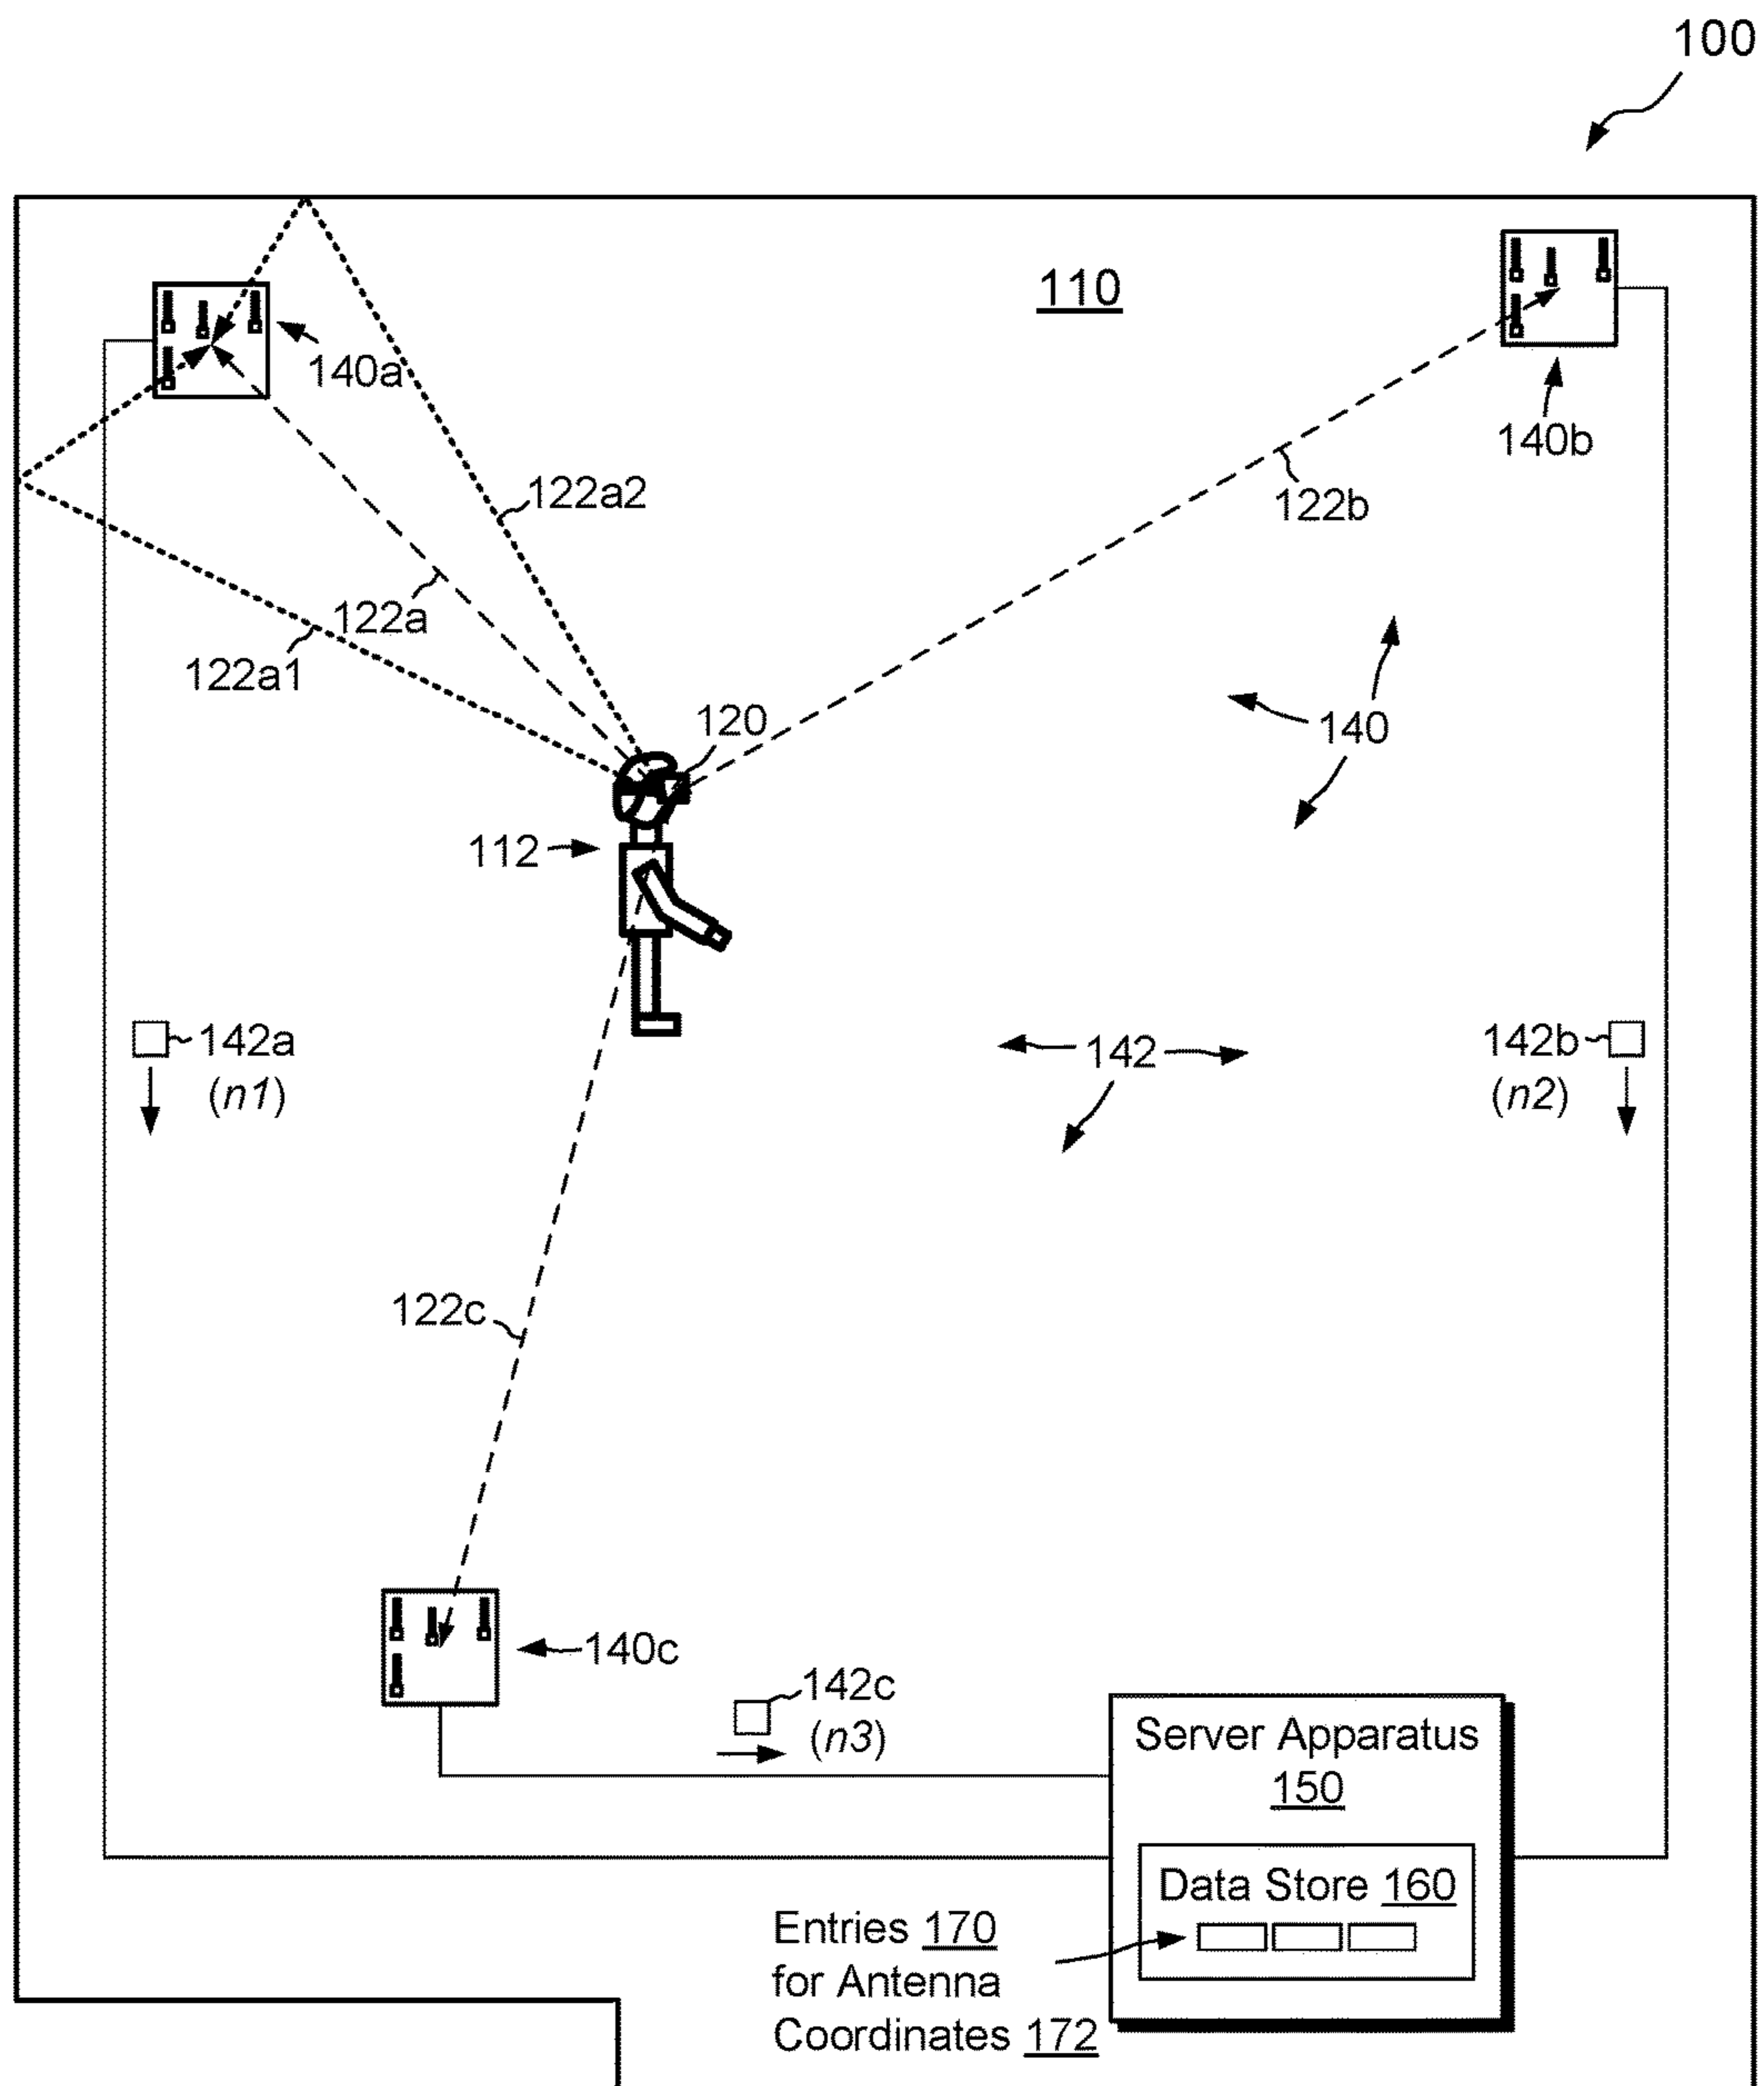 100
110
140a
140b
122a2
122b
122a
122a1
120
140
112
142a
(n1)
142
142b
(n2)
122c
140c
142c
(n3)
Server Apparatus
150
Data Store 160
Entries 170
for Antenna
Coordinates 172